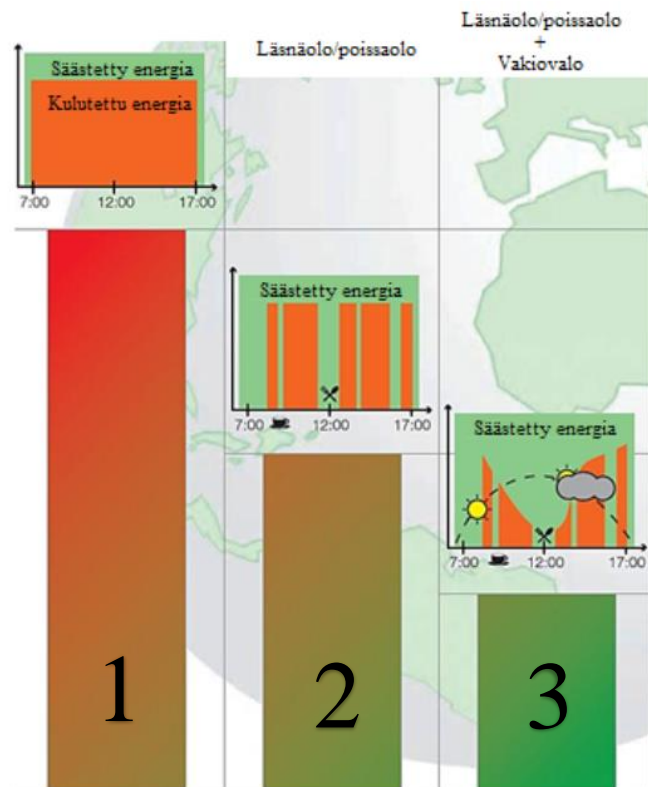 Säästetty energia
Kulutettu energia
7:00 12:00 17:00
1
Läsnäolo/poissaolo
Säästetty energia
7:00 12:00 17:00
2
Läsnäolo/poissaolo
+
Vakiovalo
Säästetty energia
7:00 12:00 17:00
3